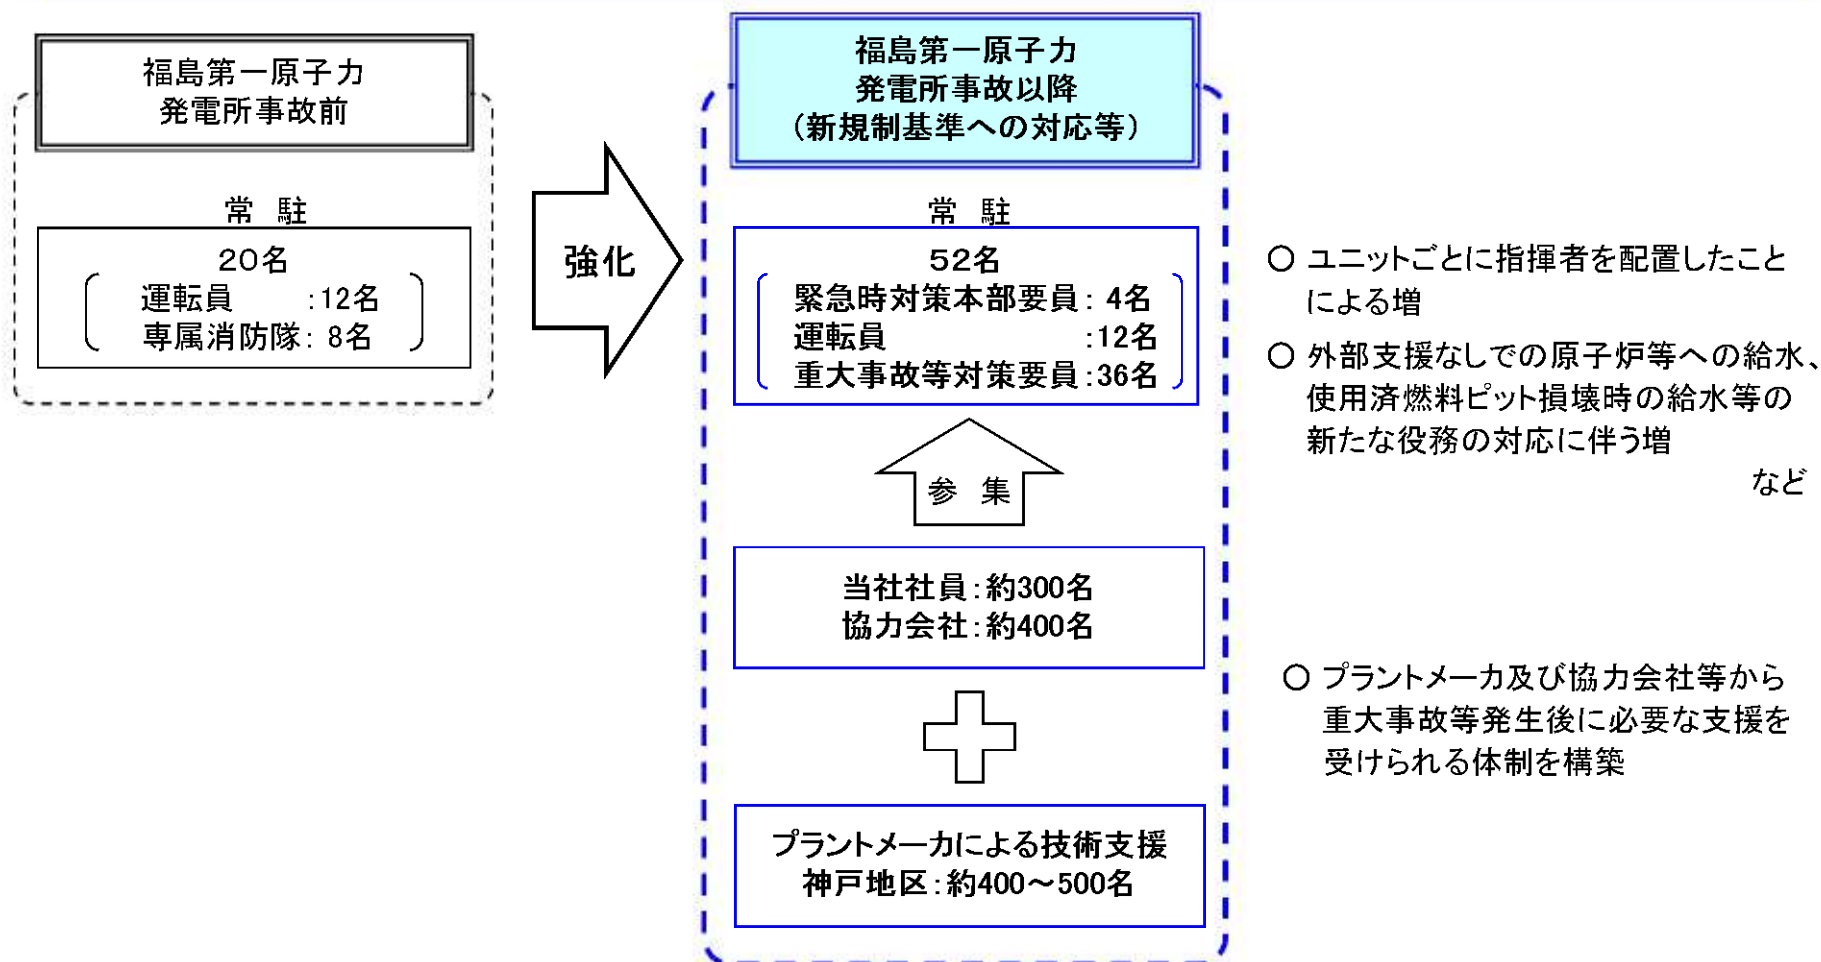 福島第一原子力
発電所事故前
常 駐
20名
運転員 :12名
専属消防隊: 8名
強化
福島第一原子力
発電所事故以降
(新規制基準への対応等)
常 駐
52名
緊急時対策本部要員: 4名
運転員 :12名
重大事故等対策要員:36名
参 集
当社社員:約300名
協力会社:約400名
プラントメーカによる技術支援
神戸地区:約400～500名
○ ユニットごとに指揮者を配置したこと
による増
○ 外部支援なしでの原子炉等への給水、
使用済燃料ピット損壊時の給水等の
新たな役務の対応に伴う増
など
○ プラントメーカ及び協力会社等から
重大事故等発生後に必要な支援を
受けられる体制を構築